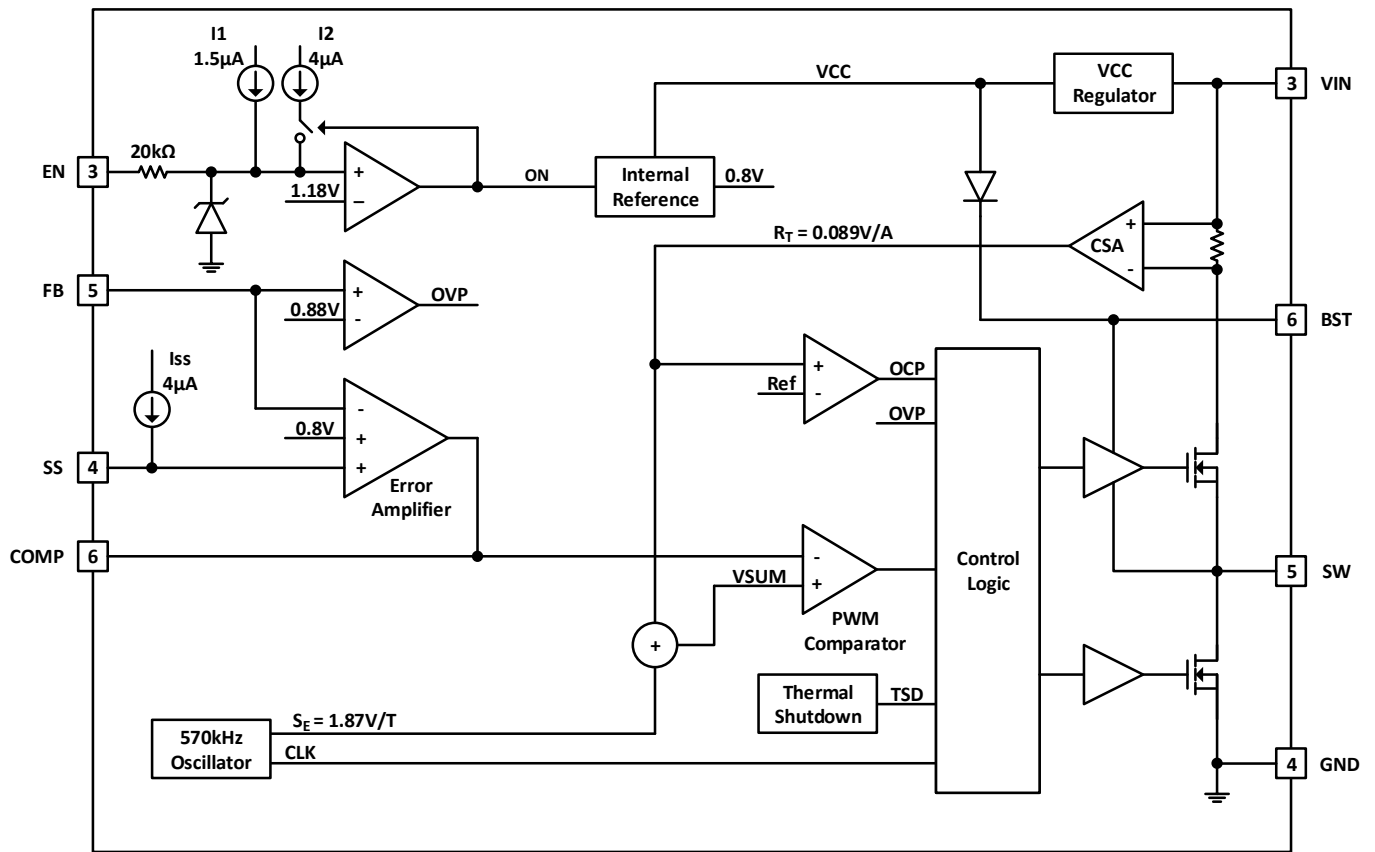 I1
1.5µA
I2
4µA
VCC
VCC
Regulator
3
VIN
EN
3
20kΩ
+
1.18V
−
ON
Internal
Reference
0.8V
R_T = 0.089V/A
CSA
+
-
FB
5
+
0.88V
-
OVP
6
BST
Iss
4µA
-
0.8V
+
SS
4
+
Error
Amplifier
+
Ref
-
OCP
OVP
Control
Logic
COMP
6
-
VSUM
+
PWM
Comparator
5
SW
+
Thermal
Shutdown
TSD
S_E = 1.87V/T
570kHz
Oscillator
CLK
4
GND